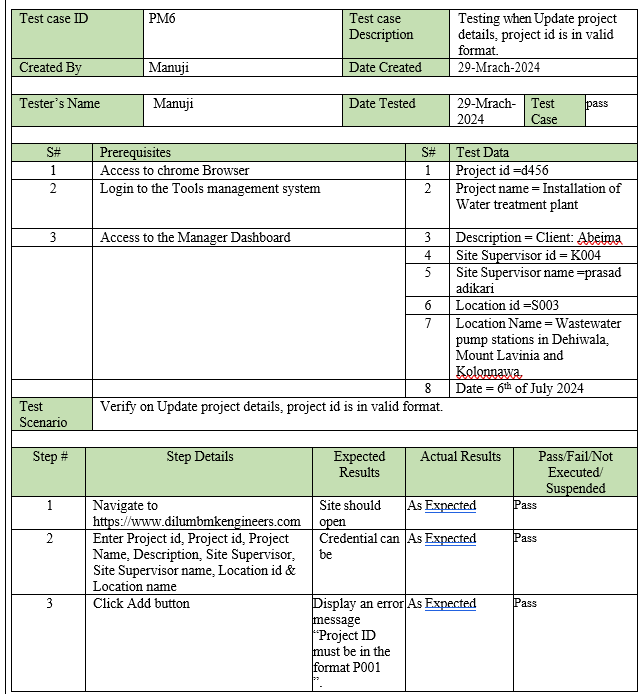 Test case ID PM6 Test case Testing when Update project
Description details, project id is in valid
format.
Created By Manuji Date Created 29-Mrach-2024
Tester's Name Manuji Date Tested 29-Mrach- Test pass
2024 Case
S# Prerequisites S# Test Data
1 Access to chrome Browser 1 Project id =d456
2 Login to the Tools management system 2 Project name = Installation of
Water treatment plant
3 Access to the Manager Dashboard 3 Description = Client: Abeima
4 Site Supervisor id = K004
5 Site Supervisor name =prasad
adikari
6 Location id =S003
7 Location Name = Wastewater
pump stations in Dehiwala,
Mount Lavinia and
Kolonnawa.
8 Date = 6th of July 2024
Test Verify on Update project details, project id is in valid format.
Scenario
Step # Step Details Expected Actual Results Pass/Fail/Not
Results Executed/
Suspended
1 Navigate to Site should As Expected Pass
https://www.dilumbmkengineers.com open
2 Enter Project id, Project id, Project Credential can As Expected Pass
Name, Description, Site Supervisor, be
Site Supervisor name, Location id &
Location name
3 Click Add button Display an error As Expected Pass
message
“Project ID
must be in the
format P001
”.